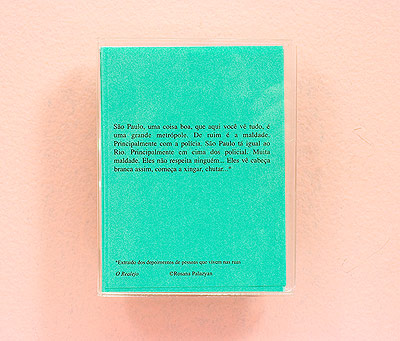 São Paulo, uma coisa boa, que aqui você vê tudo, é
uma grande metrópole. De ruim é a maldade.
Principalmente com a polícia. São Paulo tá igual ao
Rio. Principalmente em cima dos policial. Muita
maldade. Eles não respeita ninguém... Eles vê cabeça
branca assim, começa a xingar, chutar..."
*Extraído dos depoimentos de pessoas que vivem nas ruas
O Realejo ©Rosana Palazyan